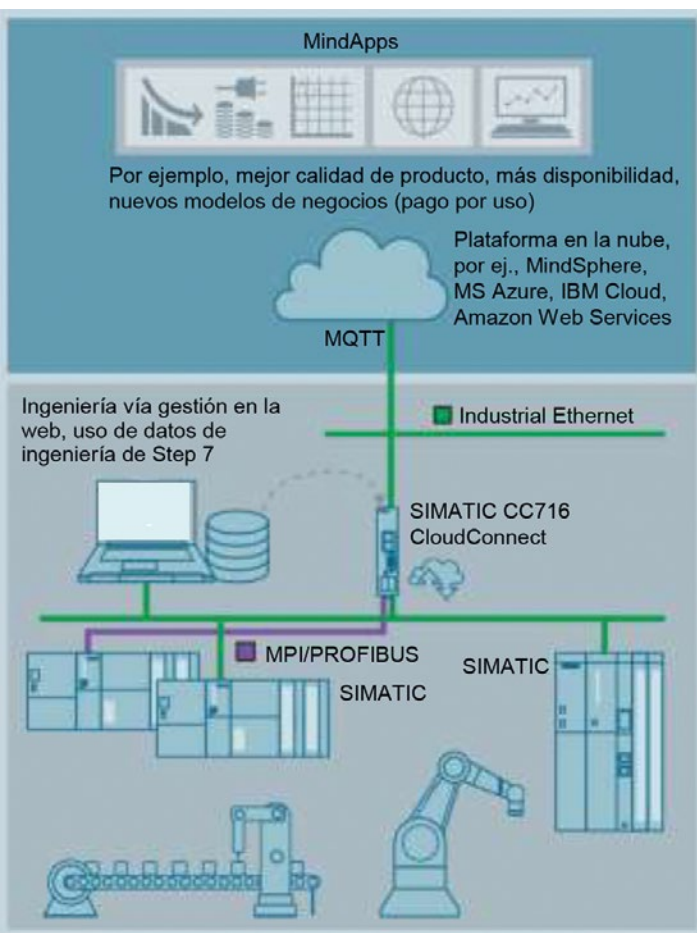 MindApps
Por ejemplo, mejor calidad de producto, más disponibilidad,
nuevos modelos de negocios (pago por uso)
Plataforma en la nube,
por ej., MindSphere,
MS Azure, IBM Cloud,
Amazon Web Services
MQTT
Ingeniería vía gestión en la
web, uso de datos de
ingeniería de Step 7
Industrial Ethernet
SIMATIC CC716
CloudConnect
MPI/PROFIBUS
SIMATIC
SIMATIC